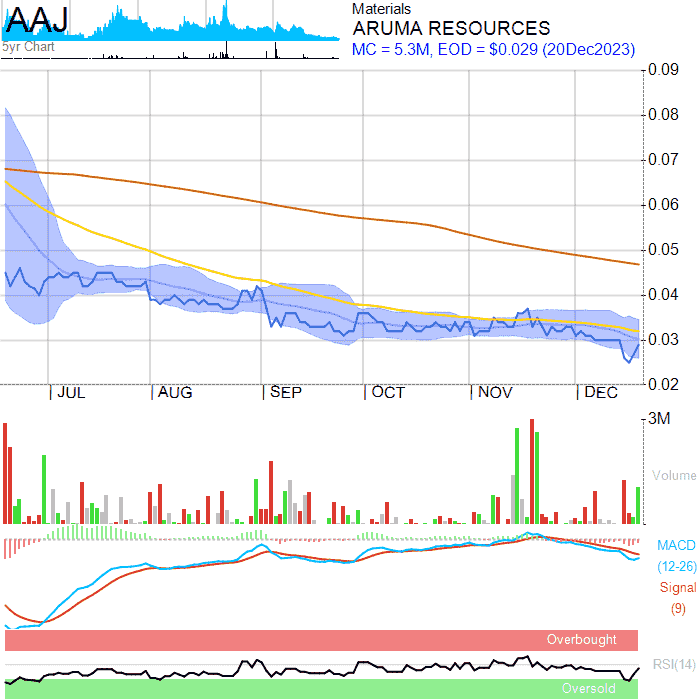 AAJ
5yr Chart
Materials
ARUMA RESOURCES
MC = 5.3M, EOD = $0.029 (20Dec2023)
0.09
0.08
0.07
0.06
0.05
0.04
0.03
0.02
JUL AUG SEP OCT NOV DEC
3M
Volume
MACD
(12-26)
Signal
(9)
Overbought
RSI(14)
Oversold